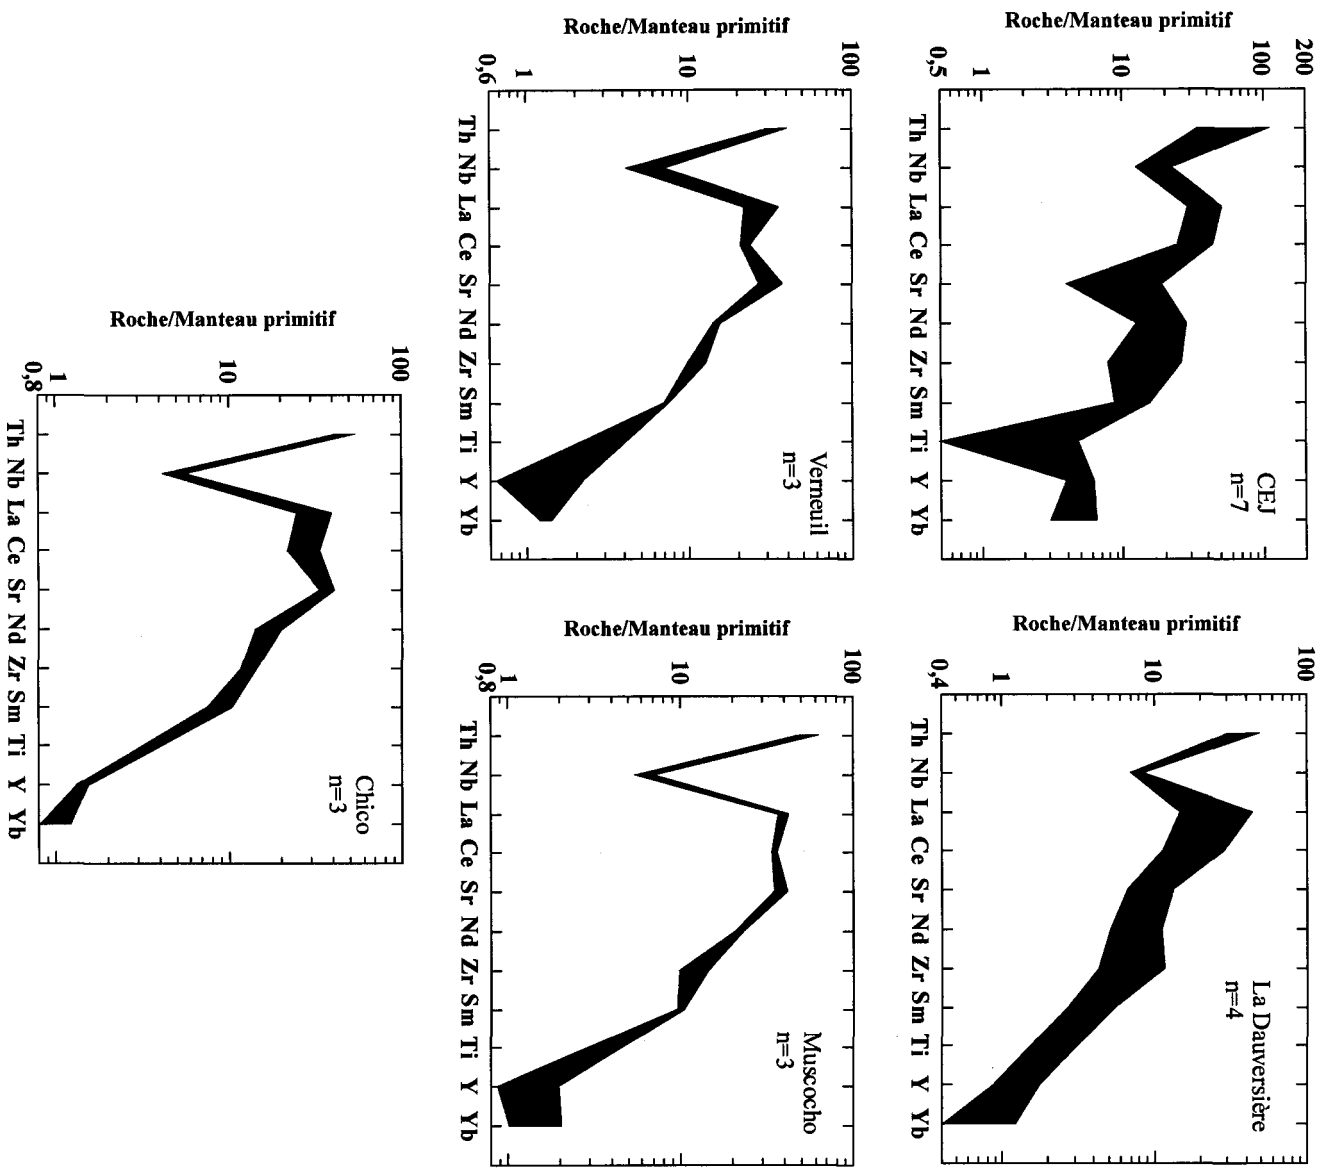 Roche/Manteau primitif
200
100
10
1
0,5
CEJ
n=7
Th Nb La Ce Sr Nd Zr Sm Ti Y Yb
Roche/Manteau primitif
100
10
1
0,4
La Dauversière
n=4
Th Nb La Ce Sr Nd Zr Sm Ti Y Yb
Roche/Manteau primitif
100
10
1
0,6
Verneuil
n=3
Th Nb La Ce Sr Nd Zr Sm Ti Y Yb
Roche/Manteau primitif
100
10
1
0,8
Muscocho
n=3
Th Nb La Ce Sr Nd Zr Sm Ti Y Yb
Roche/Manteau primitif
100
10
1
0,8
Chico
n=3
Th Nb La Ce Sr Nd Zr Sm Ti Y Yb